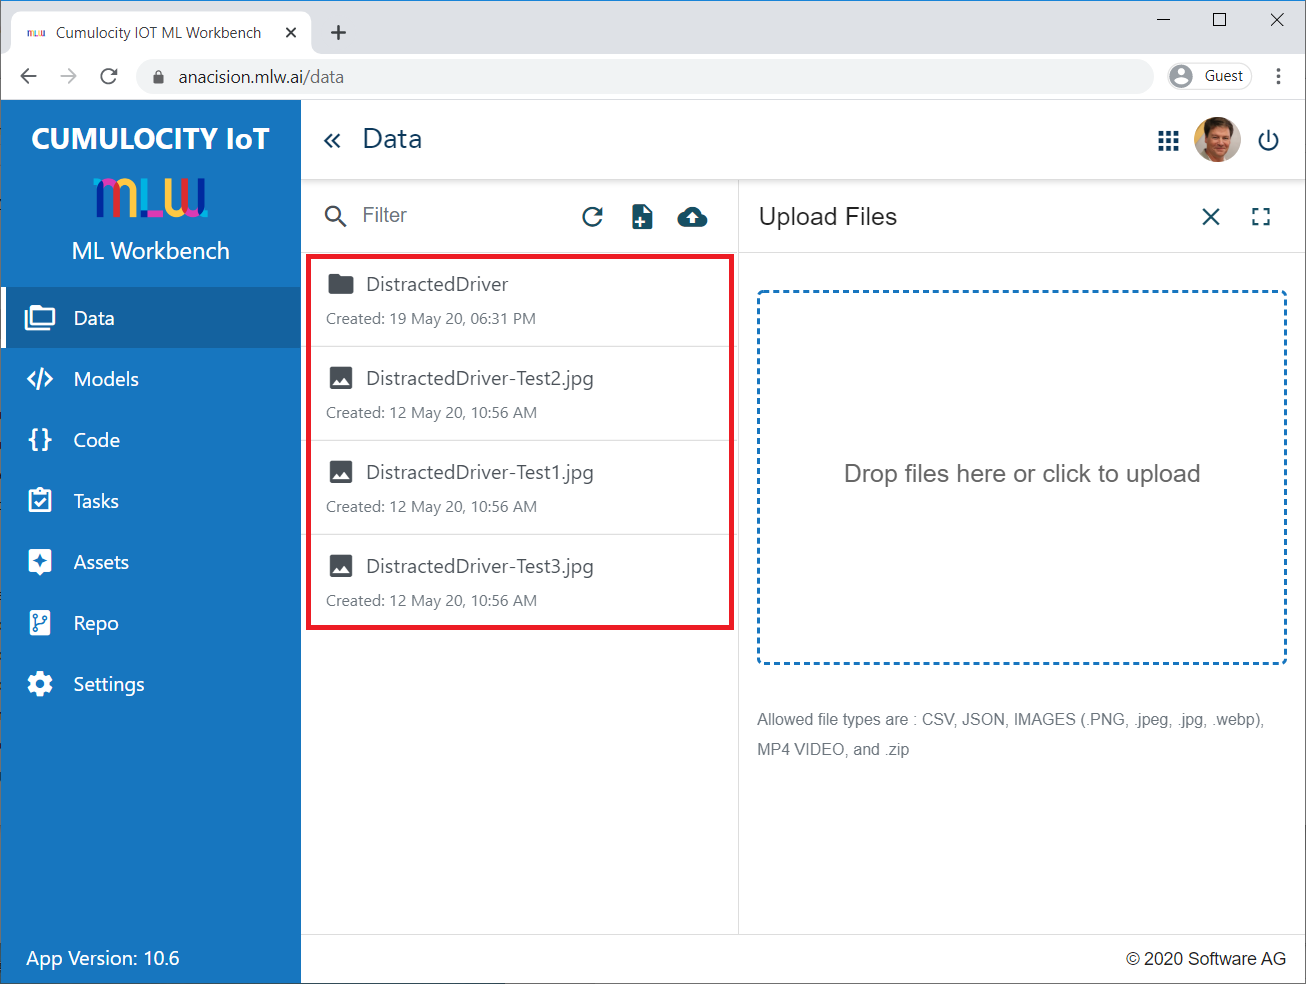 Cumulocity IOT ML Workbench
anacision.mlw.ai/data
Guest
CUMULOCITY IoT
MLW
ML Workbench
Data
Models
Code
Tasks
Assets
Repo
Settings
App Version: 10.6
Data
Filter
DistractedDriver
Created: 19 May 20, 06:31 PM
DistractedDriver-Test2.jpg
Created: 12 May 20, 10:56 AM
DistractedDriver-Test1.jpg
Created: 12 May 20, 10:56 AM
DistractedDriver-Test3.jpg
Created: 12 May 20, 10:56 AM
Upload Files
Drop files here or click to upload
Allowed file types are : CSV, JSON, IMAGES (.PNG, .jpeg, .jpg, .webp),
MP4 VIDEO, and .zip
© 2020 Software AG